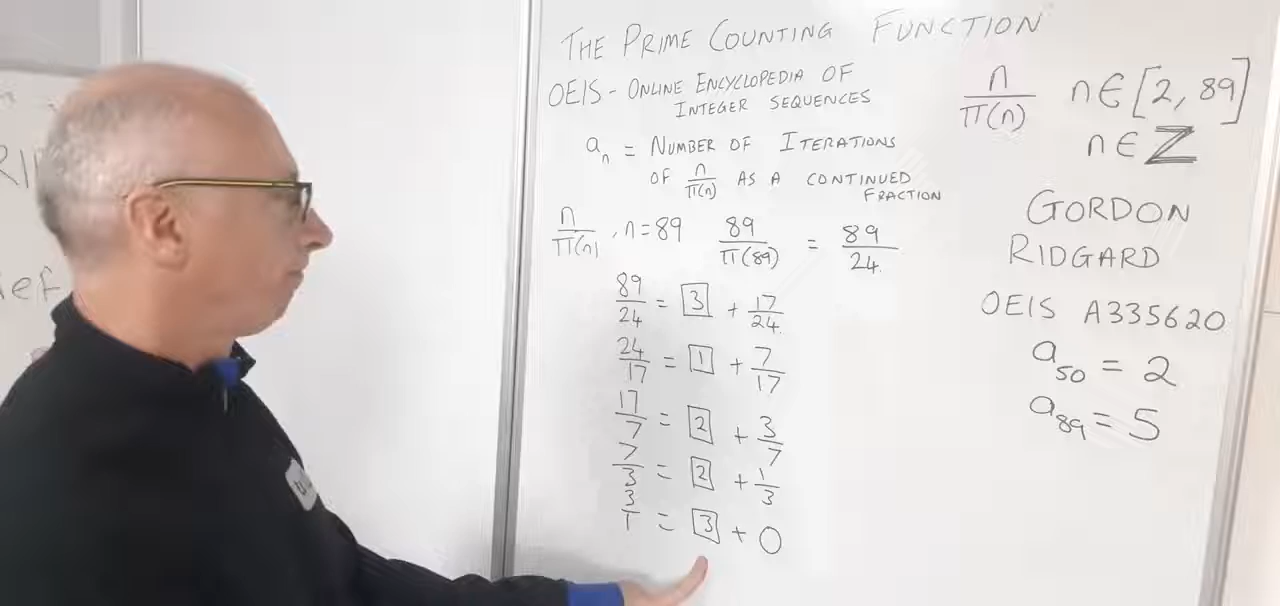 THE PRIME COUNTING FUNCTION
OEIS - ONLINE ENCYCLOPEDIA OF
INTEGER SEQUENCES
aₙ = NUMBER OF ITERATIONS
OF n/π(n) AS A CONTINUED
FRACTION
n/π(n), n=89 89/π(89) = 89/24
89/24 = 3 + 17/24
24/17 = 1 + 7/17
17/7 = 2 + 3/7
7/3 = 2 + 1/3
3/1 = 3 + 0
n/π(n) n∈[2,89]
n∈ℤ
GORDON
RIDGARD
OEIS A335620
a₅₀ = 2
a₈₉ = 5